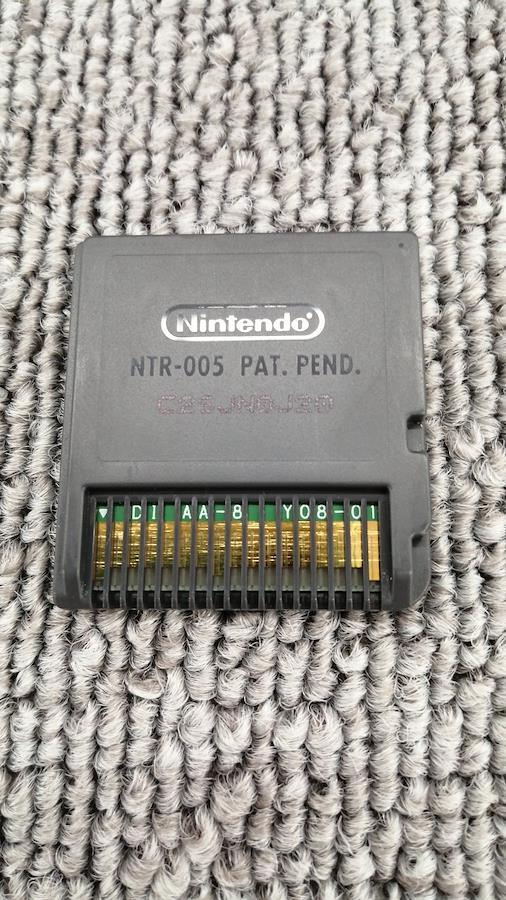 Nintendo®
NTR-005 PAT. PEND.
▼ DI AA-8 Y08-01